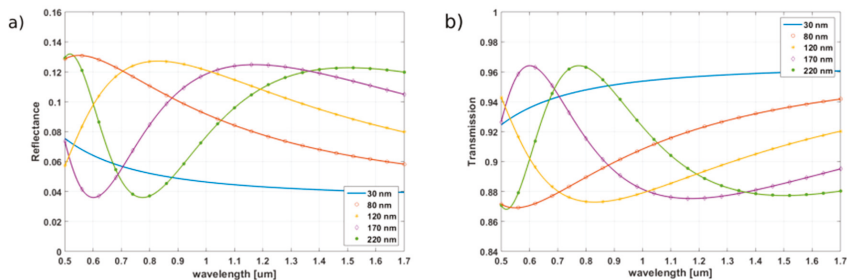 a)
0.16
0.14
0.12
0.1
0.08
0.06
0.04
0.02
0
Reflectance
0.5 0.6 0.7 0.8 0.9 1 1.1 1.2 1.3 1.4 1.5 1.6 1.7
wavelength [um]
30 nm
80 nm
120 nm
170 nm
220 nm
b)
1
0.98
0.96
0.94
0.92
0.9
0.88
0.86
0.84
Transmission
0.5 0.6 0.7 0.8 0.9 1 1.1 1.2 1.3 1.4 1.5 1.6 1.7
wavelength [um]
30 nm
80 nm
120 nm
170 nm
220 nm